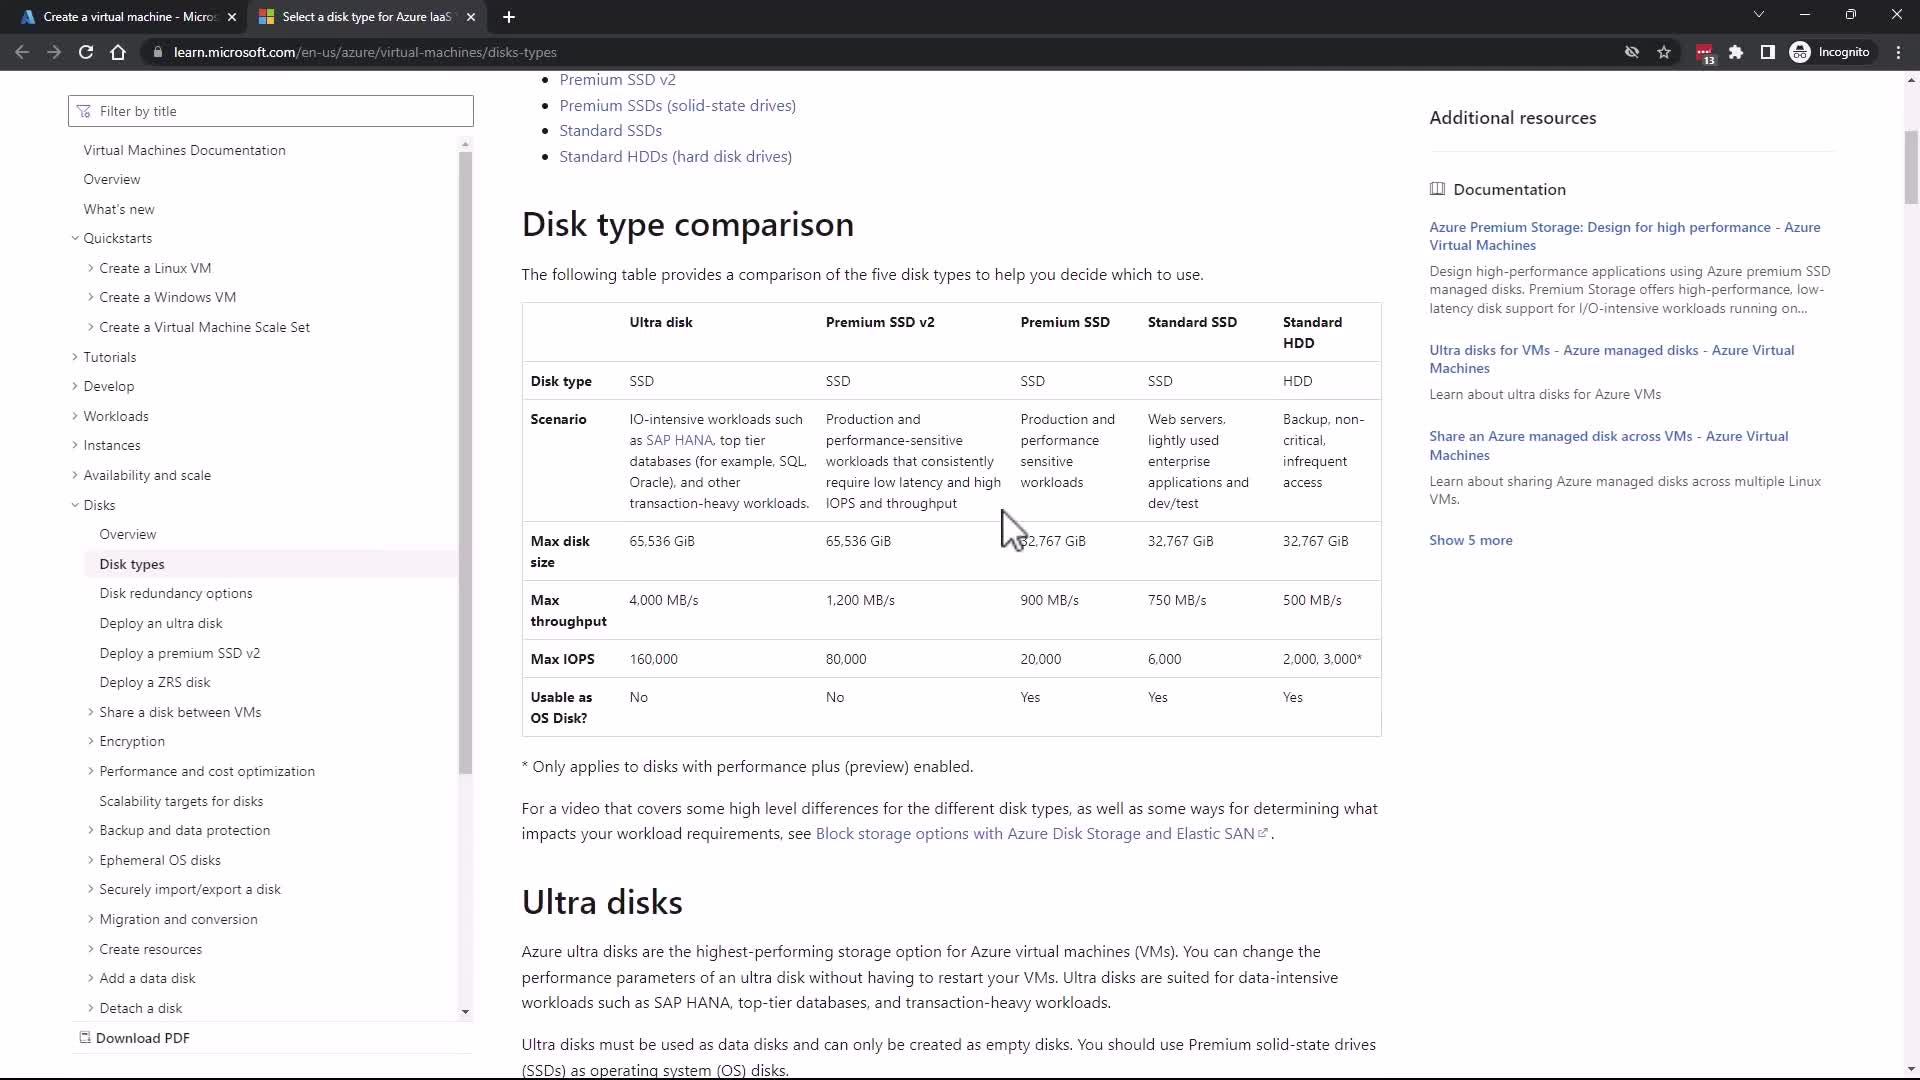 Create a virtual machine - Micros
Select a disk type for Azure IaaS
learn.microsoft.com/en-us/azure/virtual-machines/disks-types
13
Incognito
Filter by title
Virtual Machines Documentation
Overview
What's new
Quickstarts
Create a Linux VM
Create a Windows VM
Create a Virtual Machine Scale Set
Tutorials
Develop
Workloads
Instances
Availability and scale
Disks
Overview
Disk types
Disk redundancy options
Deploy an ultra disk
Deploy a premium SSD v2
Deploy a ZRS disk
Share a disk between VMs
Encryption
Performance and cost optimization
Scalability targets for disks
Backup and data protection
Ephemeral OS disks
Securely import/export a disk
Migration and conversion
Create resources
Add a data disk
Detach a disk
Download PDF
Premium SSD v2
Premium SSDs (solid-state drives)
Standard SSDs
Standard HDDs (hard disk drives)
Disk type comparison
The following table provides a comparison of the five disk types to help you decide which to use.
Ultra disk Premium SSD v2 Premium SSD Standard SSD Standard
HDD
Disk type SSD SSD SSD SSD HDD
Scenario IO-intensive workloads such Production and Production and Web servers, Backup, non-
as SAP HANA, top tier performance-sensitive performance lightly used critical,
databases (for example, SQL, workloads that consistently sensitive enterprise infrequent
Oracle), and other require low latency and high workloads applications and access
transaction-heavy workloads. IOPS and throughput dev/test
Max disk 65,536 GiB 65,536 GiB 32,767 GiB 32,767 GiB 32,767 GiB
size
Max 4,000 MB/s 1,200 MB/s 900 MB/s 750 MB/s 500 MB/s
throughput
Max IOPS 160,000 80,000 20,000 6,000 2,000, 3,000*
Usable as No No Yes Yes Yes
OS Disk?
* Only applies to disks with performance plus (preview) enabled.
For a video that covers some high level differences for the different disk types, as well as some ways for determining what
impacts your workload requirements, see Block storage options with Azure Disk Storage and Elastic SAN.
Ultra disks
Azure ultra disks are the highest-performing storage option for Azure virtual machines (VMs). You can change the
performance parameters of an ultra disk without having to restart your VMs. Ultra disks are suited for data-intensive
workloads such as SAP HANA, top-tier databases, and transaction-heavy workloads.
Ultra disks must be used as data disks and can only be created as empty disks. You should use Premium solid-state drives
(SSDs) as operating system (OS) disks.
Additional resources
Documentation
Azure Premium Storage: Design for high performance - Azure
Virtual Machines
Design high-performance applications using Azure premium SSD
managed disks. Premium Storage offers high-performance, low-
latency disk support for I/O-intensive workloads running on...
Ultra disks for VMs - Azure managed disks - Azure Virtual
Machines
Learn about ultra disks for Azure VMs
Share an Azure managed disk across VMs - Azure Virtual
Machines
Learn about sharing Azure managed disks across multiple Linux
VMs.
Show 5 more